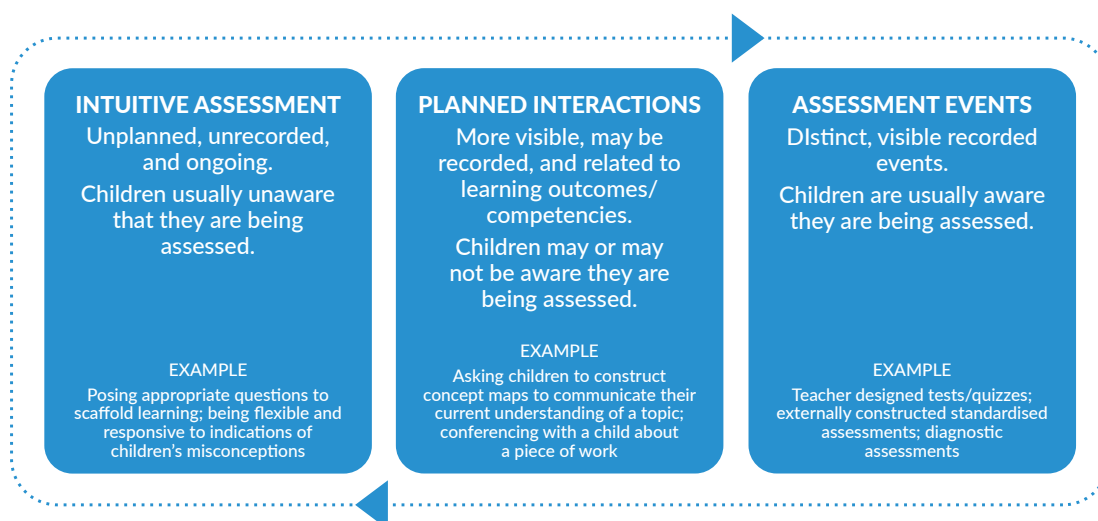 INTUITIVE ASSESSMENT
Unplanned, unrecorded,
and ongoing.
Children usually unaware
that they are being
assessed.
EXAMPLE
Posing appropriate questions to
scaffold learning; being flexible and
responsive to indications of
children's misconceptions
PLANNED INTERACTIONS
More visible, may be
recorded, and related to
learning outcomes/
competencies.
Children may or may
not be aware they are
being assessed.
EXAMPLE
Asking children to construct
concept maps to communicate their
current understanding of a topic;
conferencing with a child about
a piece of work
ASSESSMENT EVENTS
DIstinct, visible recorded
events.
Children are usually aware
they are being assessed.
EXAMPLE
Teacher designed tests/quizzes;
externally constructed standardised
assessments; diagnostic
assessments